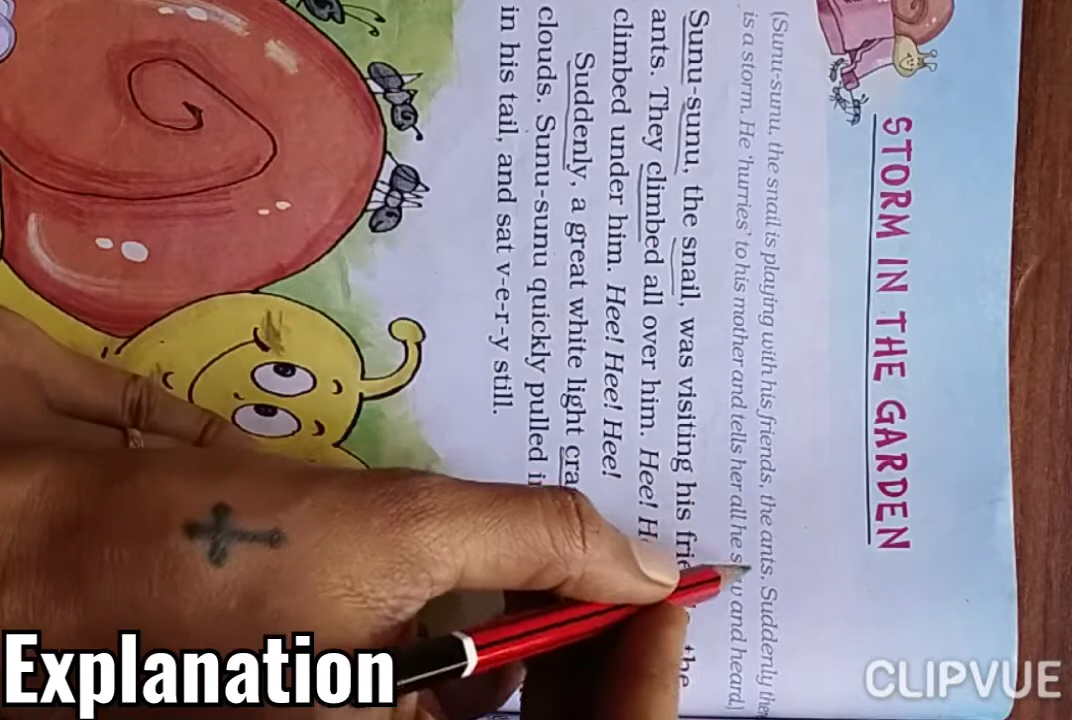 STORM IN THE GARDEN
(Sunu-sunu, the snail is playing with his friends, the ants. Suddenly
is a storm. He 'hurries' to his mother and tells her all he and heard)
Sunu-sunu, the snail, was visiting his the
ants. They climbed all over him. Hee!
climbed under him. Hee! Hee! Hee!
Suddenly, a great white light
clouds. Sunu-sunu quickly pulled
in his tail, and sat v-e-r-y still.
Explanation
CLIPVUE